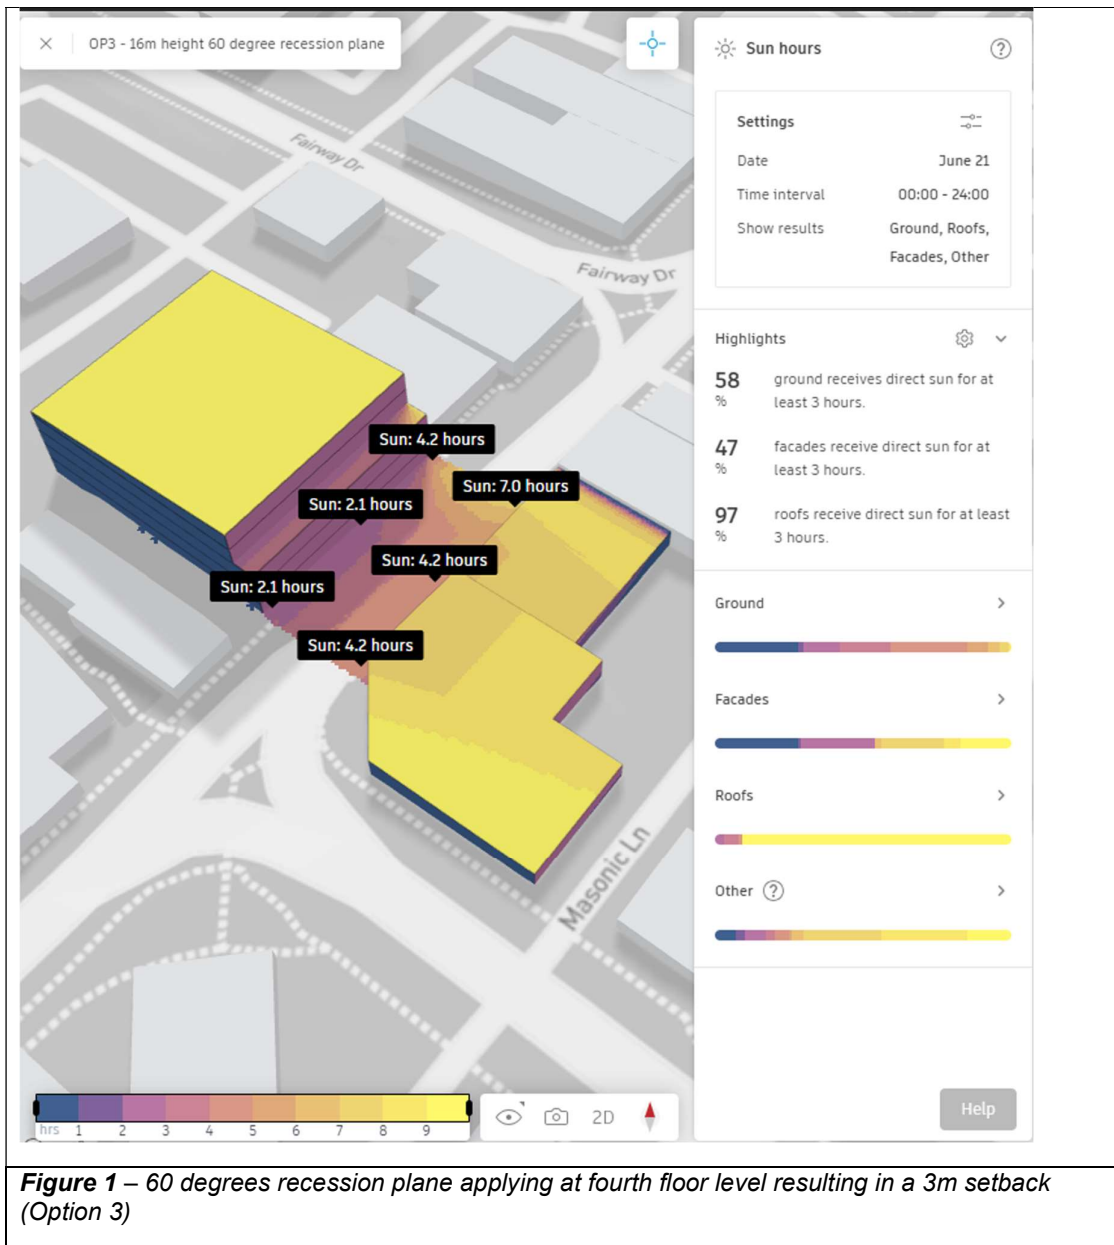 OP3 - 16m height 60 degree recession plane
Fairway Dr
Fairway Dr
Sun: 4.2 hours
Sun: 7.0 hours
Sun: 2.1 hours
Sun: 4.2 hours
Sun: 2.1 hours
Sun: 4.2 hours
Masonic Ln
hrs 1 2 3 4 5 6 7 8 9
2D
Sun hours
?
Settings
Date June 21
Time interval 00:00 - 24:00
Show results Ground, Roofs,
Facades, Other
Highlights
58 % ground receives direct sun for at
least 3 hours.
47 % facades receive direct sun for at
least 3 hours.
97 % roofs receive direct sun for at least
3 hours.
Ground
Facades
Roofs
Other ?
Help
Figure 1 – 60 degrees recession plane applying at fourth floor level resulting in a 3m setback
(Option 3)